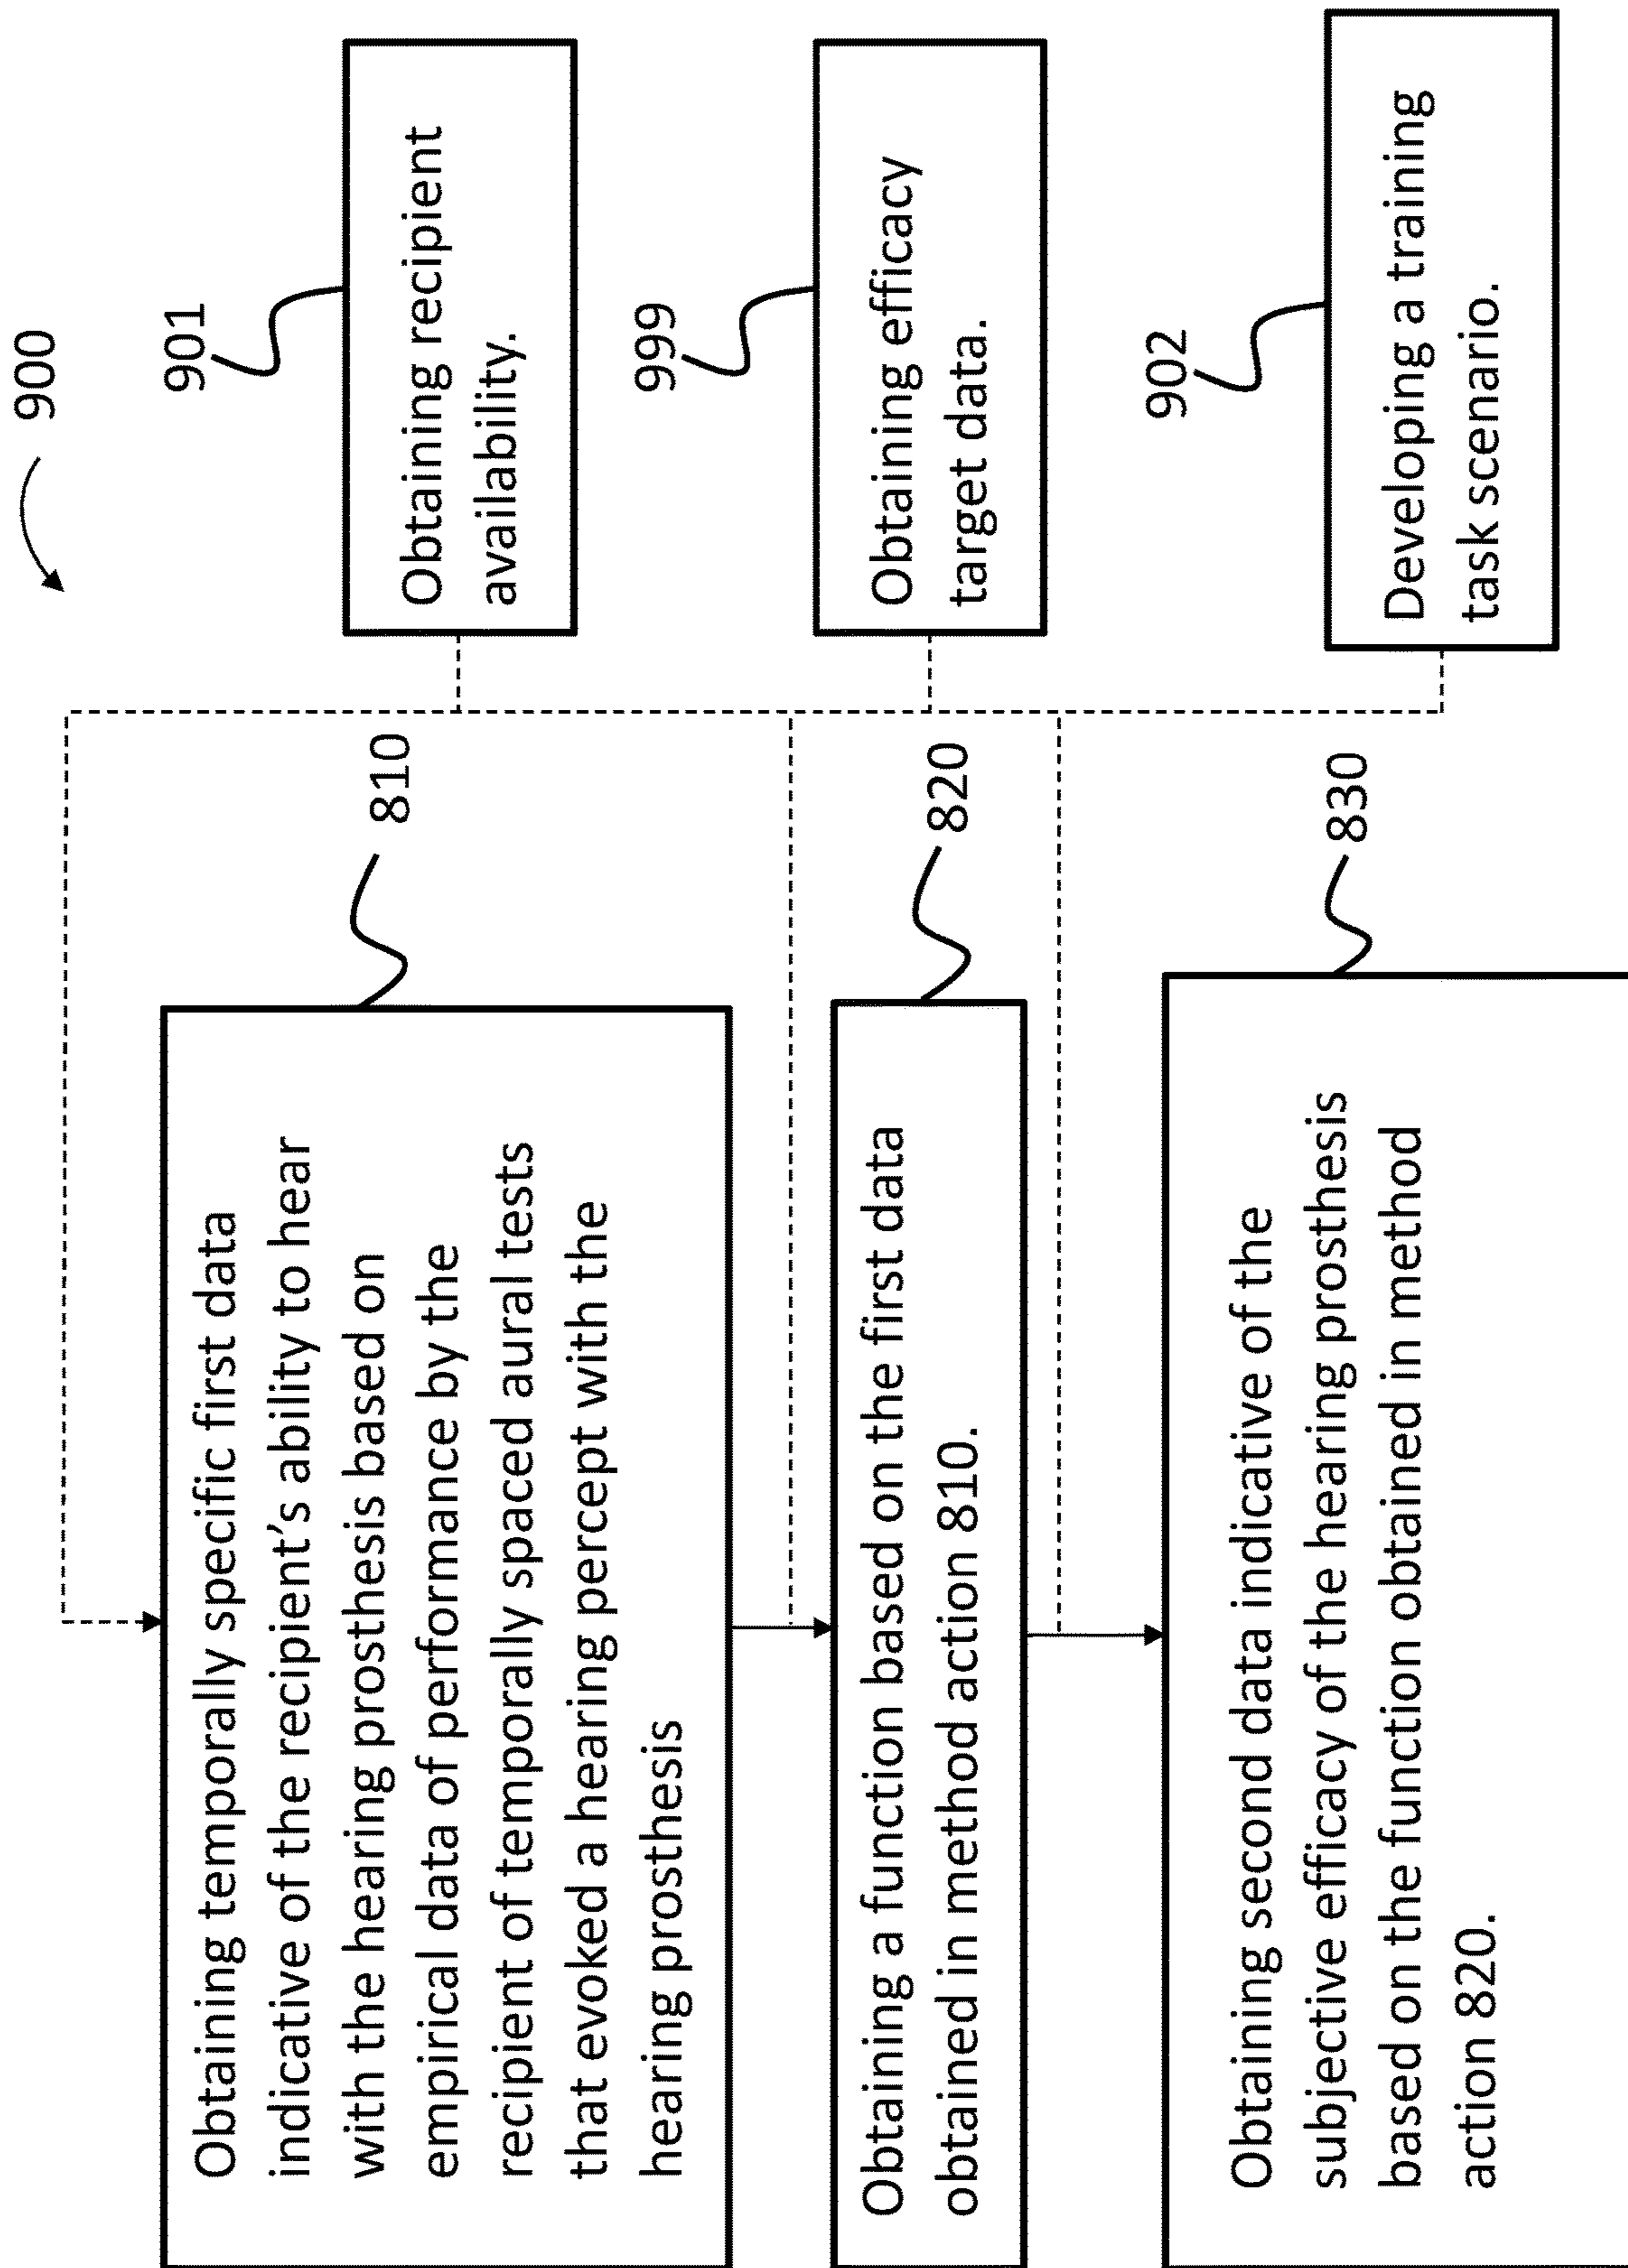 900
Obtaining temporally specific first data
indicative of the recipient's ability to hear
with the hearing prosthesis based on
empirical data of performance by the
recipient of temporally spaced aural tests
that evoked a hearing percept with the
hearing prosthesis
810
Obtaining a function based on the first data
obtained in method action 810.
820
Obtaining second data indicative of the
subjective efficacy of the hearing prosthesis
based on the function obtained in method
action 820.
830
901
Obtaining recipient
availability.
999
Obtaining efficacy
target data.
902
Developing a training
task scenario.